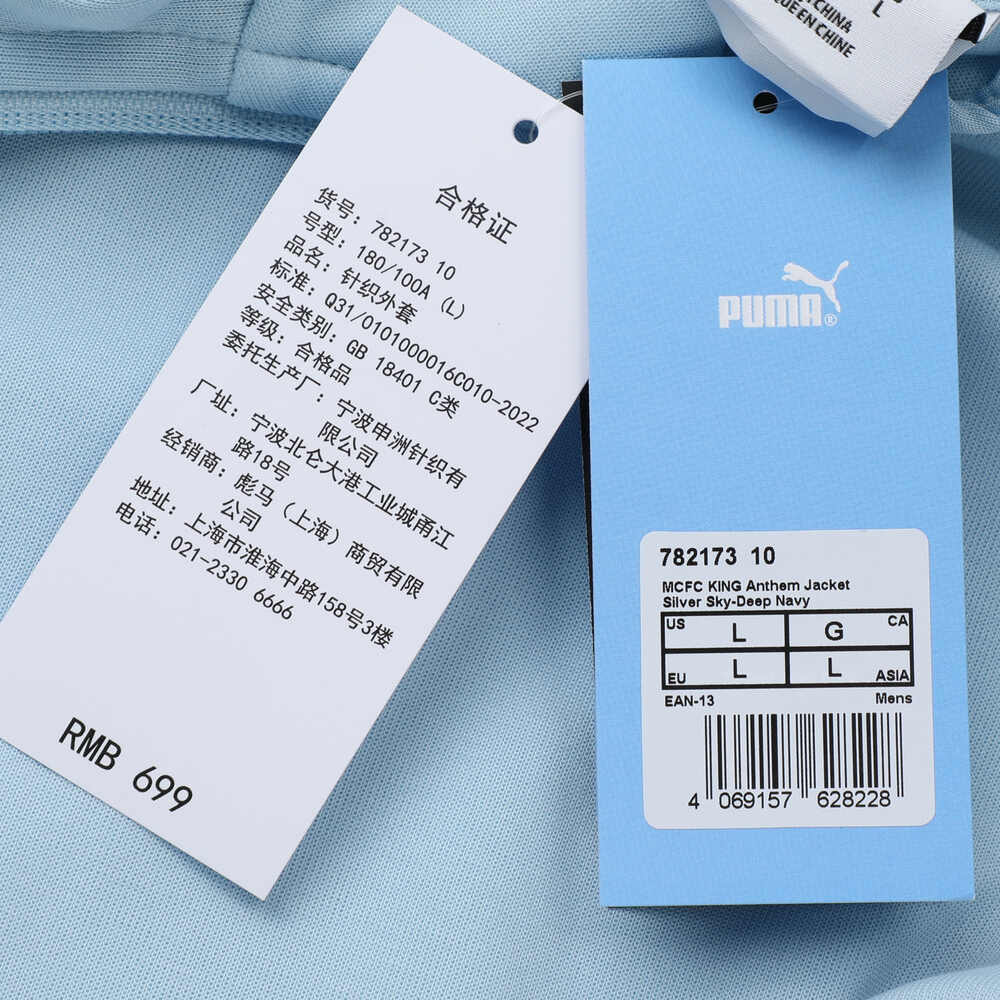 L
CHINA
EN CHINE
合格证
货号: 782173 10
号型: 180/100A (L)
品名: 针织外套
标准: Q31/0101000016C010-2022
安全类别: GB 18401 C类
等级: 合格品
委托生产厂: 宁波申洲针织有
限公司
厂址: 宁波北仑大港工业城甬江
路18号
经销商: 彪马(上海)商贸有限
公司
地址: 上海市淮海中路158号3楼
电话: 021-2330 6666
RMB 699
PUMA®
782173 10
MCFC KING Anthem Jacket
Silver Sky-Deep Navy
US L G CA
EU L L ASIA
EAN-13 Mens
4 069157 628228